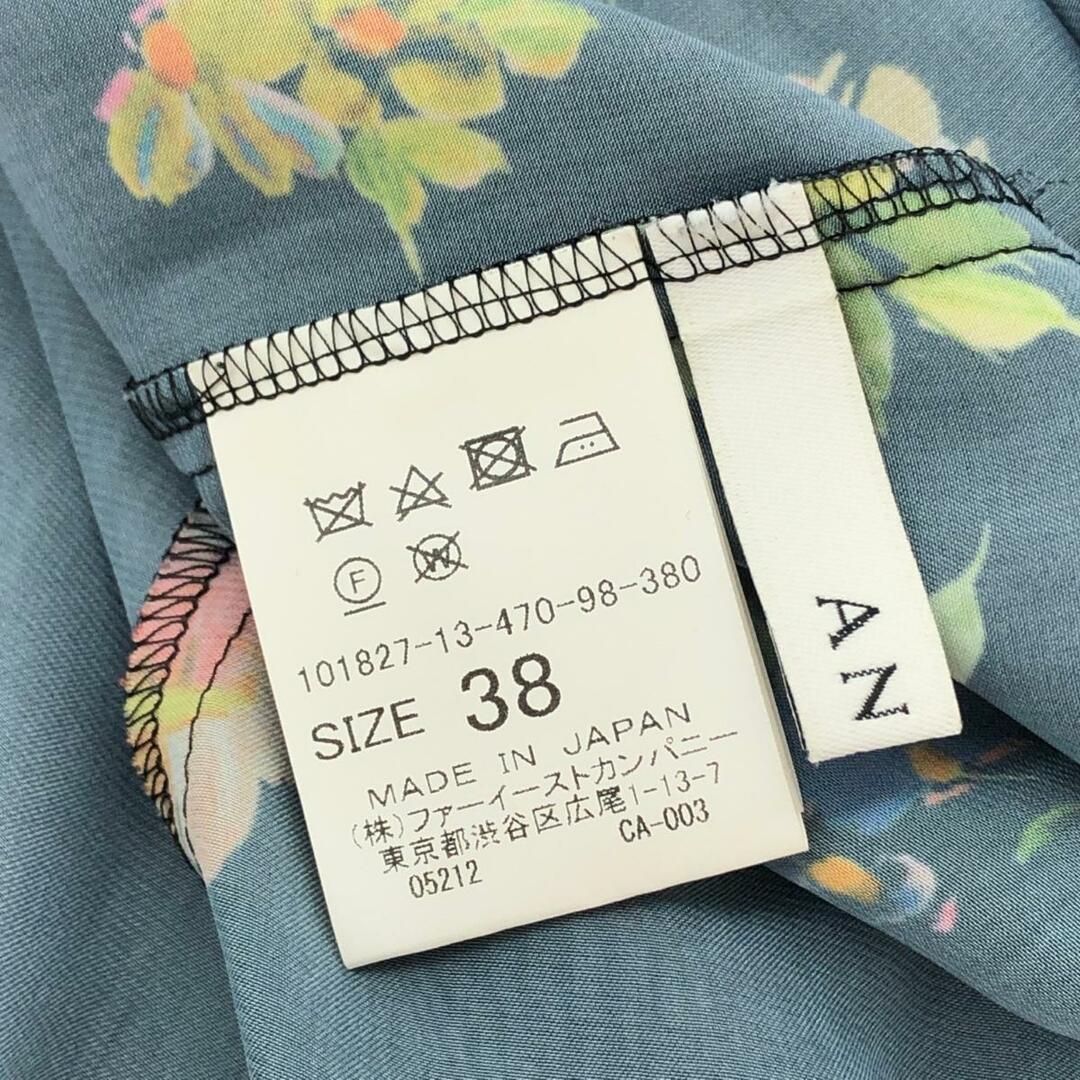 F
W
101827-13-470-98-380
SIZE 38
MADE IN JAPAN
(株)ファーイーストカンパニー
東京都渋谷区広尾1-13-7
05212 CA-003
AN